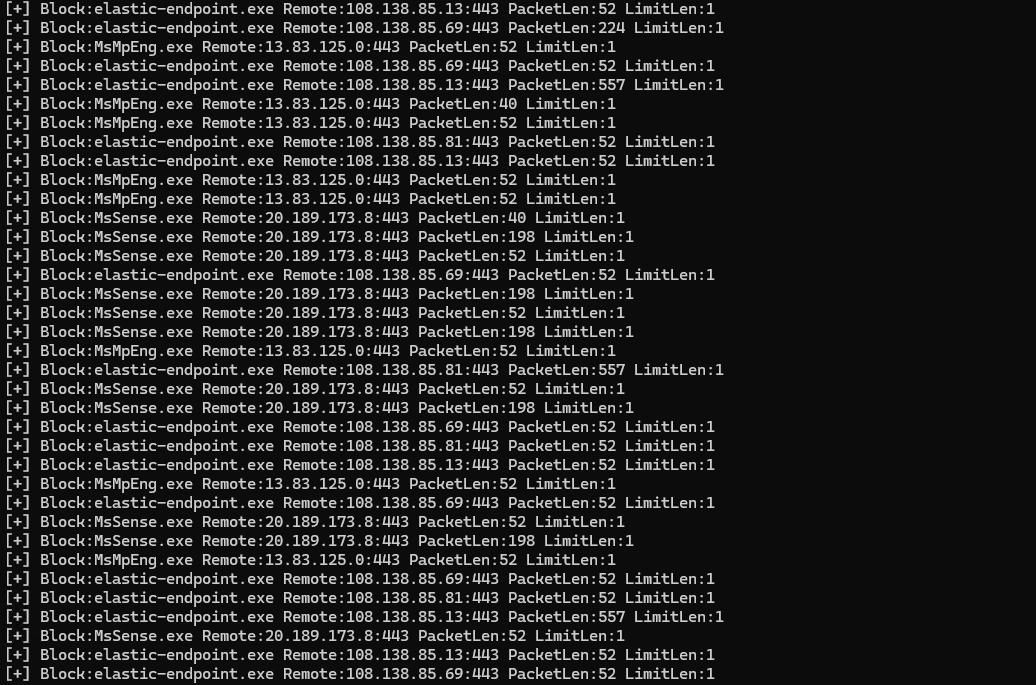 [+] Block:elastic-endpoint.exe Remote:108.138.85.13:443 PacketLen:52 LimitLen:1
[+] Block:elastic-endpoint.exe Remote:108.138.85.69:443 PacketLen:224 LimitLen:1
[+] Block:MsMpEng.exe Remote:13.83.125.0:443 PacketLen:52 LimitLen:1
[+] Block:elastic-endpoint.exe Remote:108.138.85.69:443 PacketLen:52 LimitLen:1
[+] Block:elastic-endpoint.exe Remote:108.138.85.13:443 PacketLen:557 LimitLen:1
[+] Block:MsMpEng.exe Remote:13.83.125.0:443 PacketLen:40 LimitLen:1
[+] Block:MsMpEng.exe Remote:13.83.125.0:443 PacketLen:52 LimitLen:1
[+] Block:elastic-endpoint.exe Remote:108.138.85.81:443 PacketLen:52 LimitLen:1
[+] Block:elastic-endpoint.exe Remote:108.138.85.13:443 PacketLen:52 LimitLen:1
[+] Block:MsMpEng.exe Remote:13.83.125.0:443 PacketLen:52 LimitLen:1
[+] Block:MsMpEng.exe Remote:13.83.125.0:443 PacketLen:52 LimitLen:1
[+] Block:MsSense.exe Remote:20.189.173.8:443 PacketLen:40 LimitLen:1
[+] Block:MsSense.exe Remote:20.189.173.8:443 PacketLen:198 LimitLen:1
[+] Block:MsSense.exe Remote:20.189.173.8:443 PacketLen:52 LimitLen:1
[+] Block:elastic-endpoint.exe Remote:108.138.85.69:443 PacketLen:52 LimitLen:1
[+] Block:MsSense.exe Remote:20.189.173.8:443 PacketLen:198 LimitLen:1
[+] Block:MsSense.exe Remote:20.189.173.8:443 PacketLen:52 LimitLen:1
[+] Block:MsSense.exe Remote:20.189.173.8:443 PacketLen:198 LimitLen:1
[+] Block:MsMpEng.exe Remote:13.83.125.0:443 PacketLen:52 LimitLen:1
[+] Block:elastic-endpoint.exe Remote:108.138.85.81:443 PacketLen:557 LimitLen:1
[+] Block:MsSense.exe Remote:20.189.173.8:443 PacketLen:52 LimitLen:1
[+] Block:MsSense.exe Remote:20.189.173.8:443 PacketLen:198 LimitLen:1
[+] Block:elastic-endpoint.exe Remote:108.138.85.69:443 PacketLen:52 LimitLen:1
[+] Block:elastic-endpoint.exe Remote:108.138.85.81:443 PacketLen:52 LimitLen:1
[+] Block:elastic-endpoint.exe Remote:108.138.85.13:443 PacketLen:52 LimitLen:1
[+] Block:MsMpEng.exe Remote:13.83.125.0:443 PacketLen:52 LimitLen:1
[+] Block:elastic-endpoint.exe Remote:108.138.85.69:443 PacketLen:52 LimitLen:1
[+] Block:MsSense.exe Remote:20.189.173.8:443 PacketLen:52 LimitLen:1
[+] Block:MsSense.exe Remote:20.189.173.8:443 PacketLen:198 LimitLen:1
[+] Block:MsMpEng.exe Remote:13.83.125.0:443 PacketLen:52 LimitLen:1
[+] Block:elastic-endpoint.exe Remote:108.138.85.69:443 PacketLen:52 LimitLen:1
[+] Block:elastic-endpoint.exe Remote:108.138.85.81:443 PacketLen:52 LimitLen:1
[+] Block:elastic-endpoint.exe Remote:108.138.85.13:443 PacketLen:557 LimitLen:1
[+] Block:MsSense.exe Remote:20.189.173.8:443 PacketLen:52 LimitLen:1
[+] Block:elastic-endpoint.exe Remote:108.138.85.13:443 PacketLen:52 LimitLen:1
[+] Block:elastic-endpoint.exe Remote:108.138.85.69:443 PacketLen:52 LimitLen:1